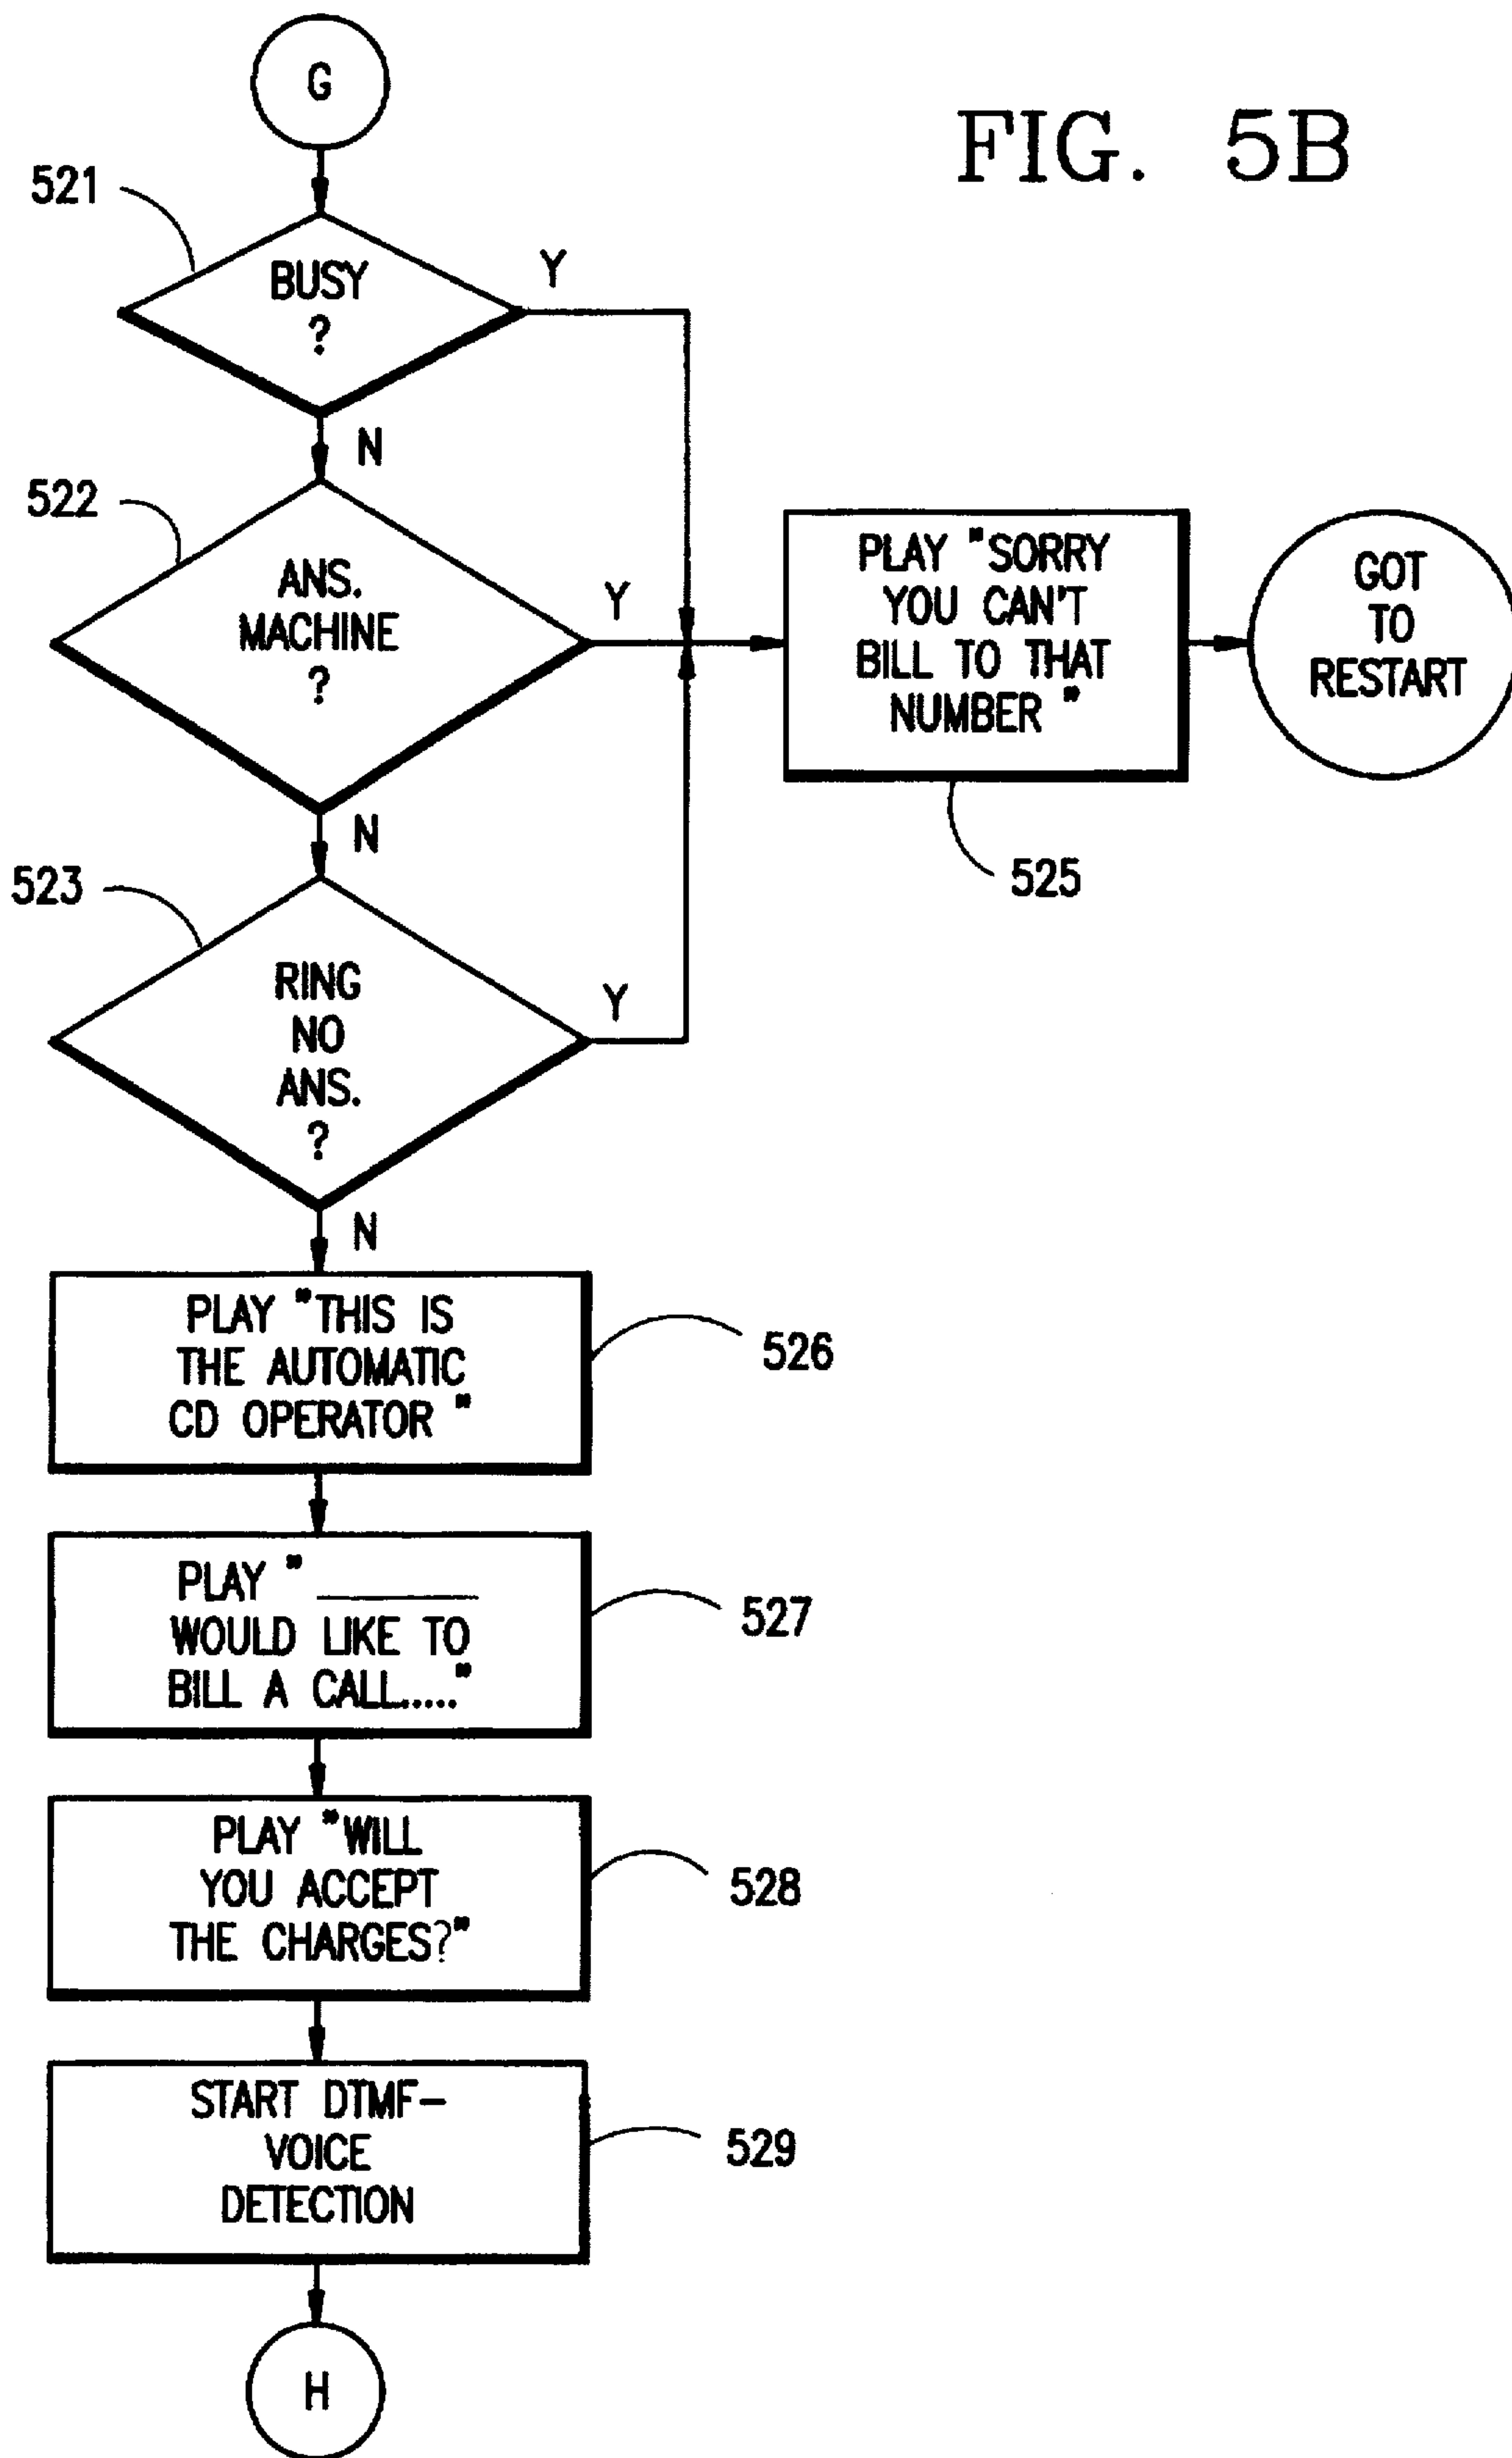 G
FIG. 5B
521
BUSY
?
Y
N
522
ANS.
MACHINE
?
Y
N
PLAY "SORRY
YOU CAN'T
BILL TO THAT
NUMBER "
525
GOT
TO
RESTART
523
RING
NO
ANS.
?
Y
N
PLAY "THIS IS
THE AUTOMATIC
CD OPERATOR "
526
PLAY " ________
WOULD LIKE TO
BILL A CALL....."
527
PLAY "WILL
YOU ACCEPT
THE CHARGES?"
528
START DTMF-
VOICE
DETECTION
529
H